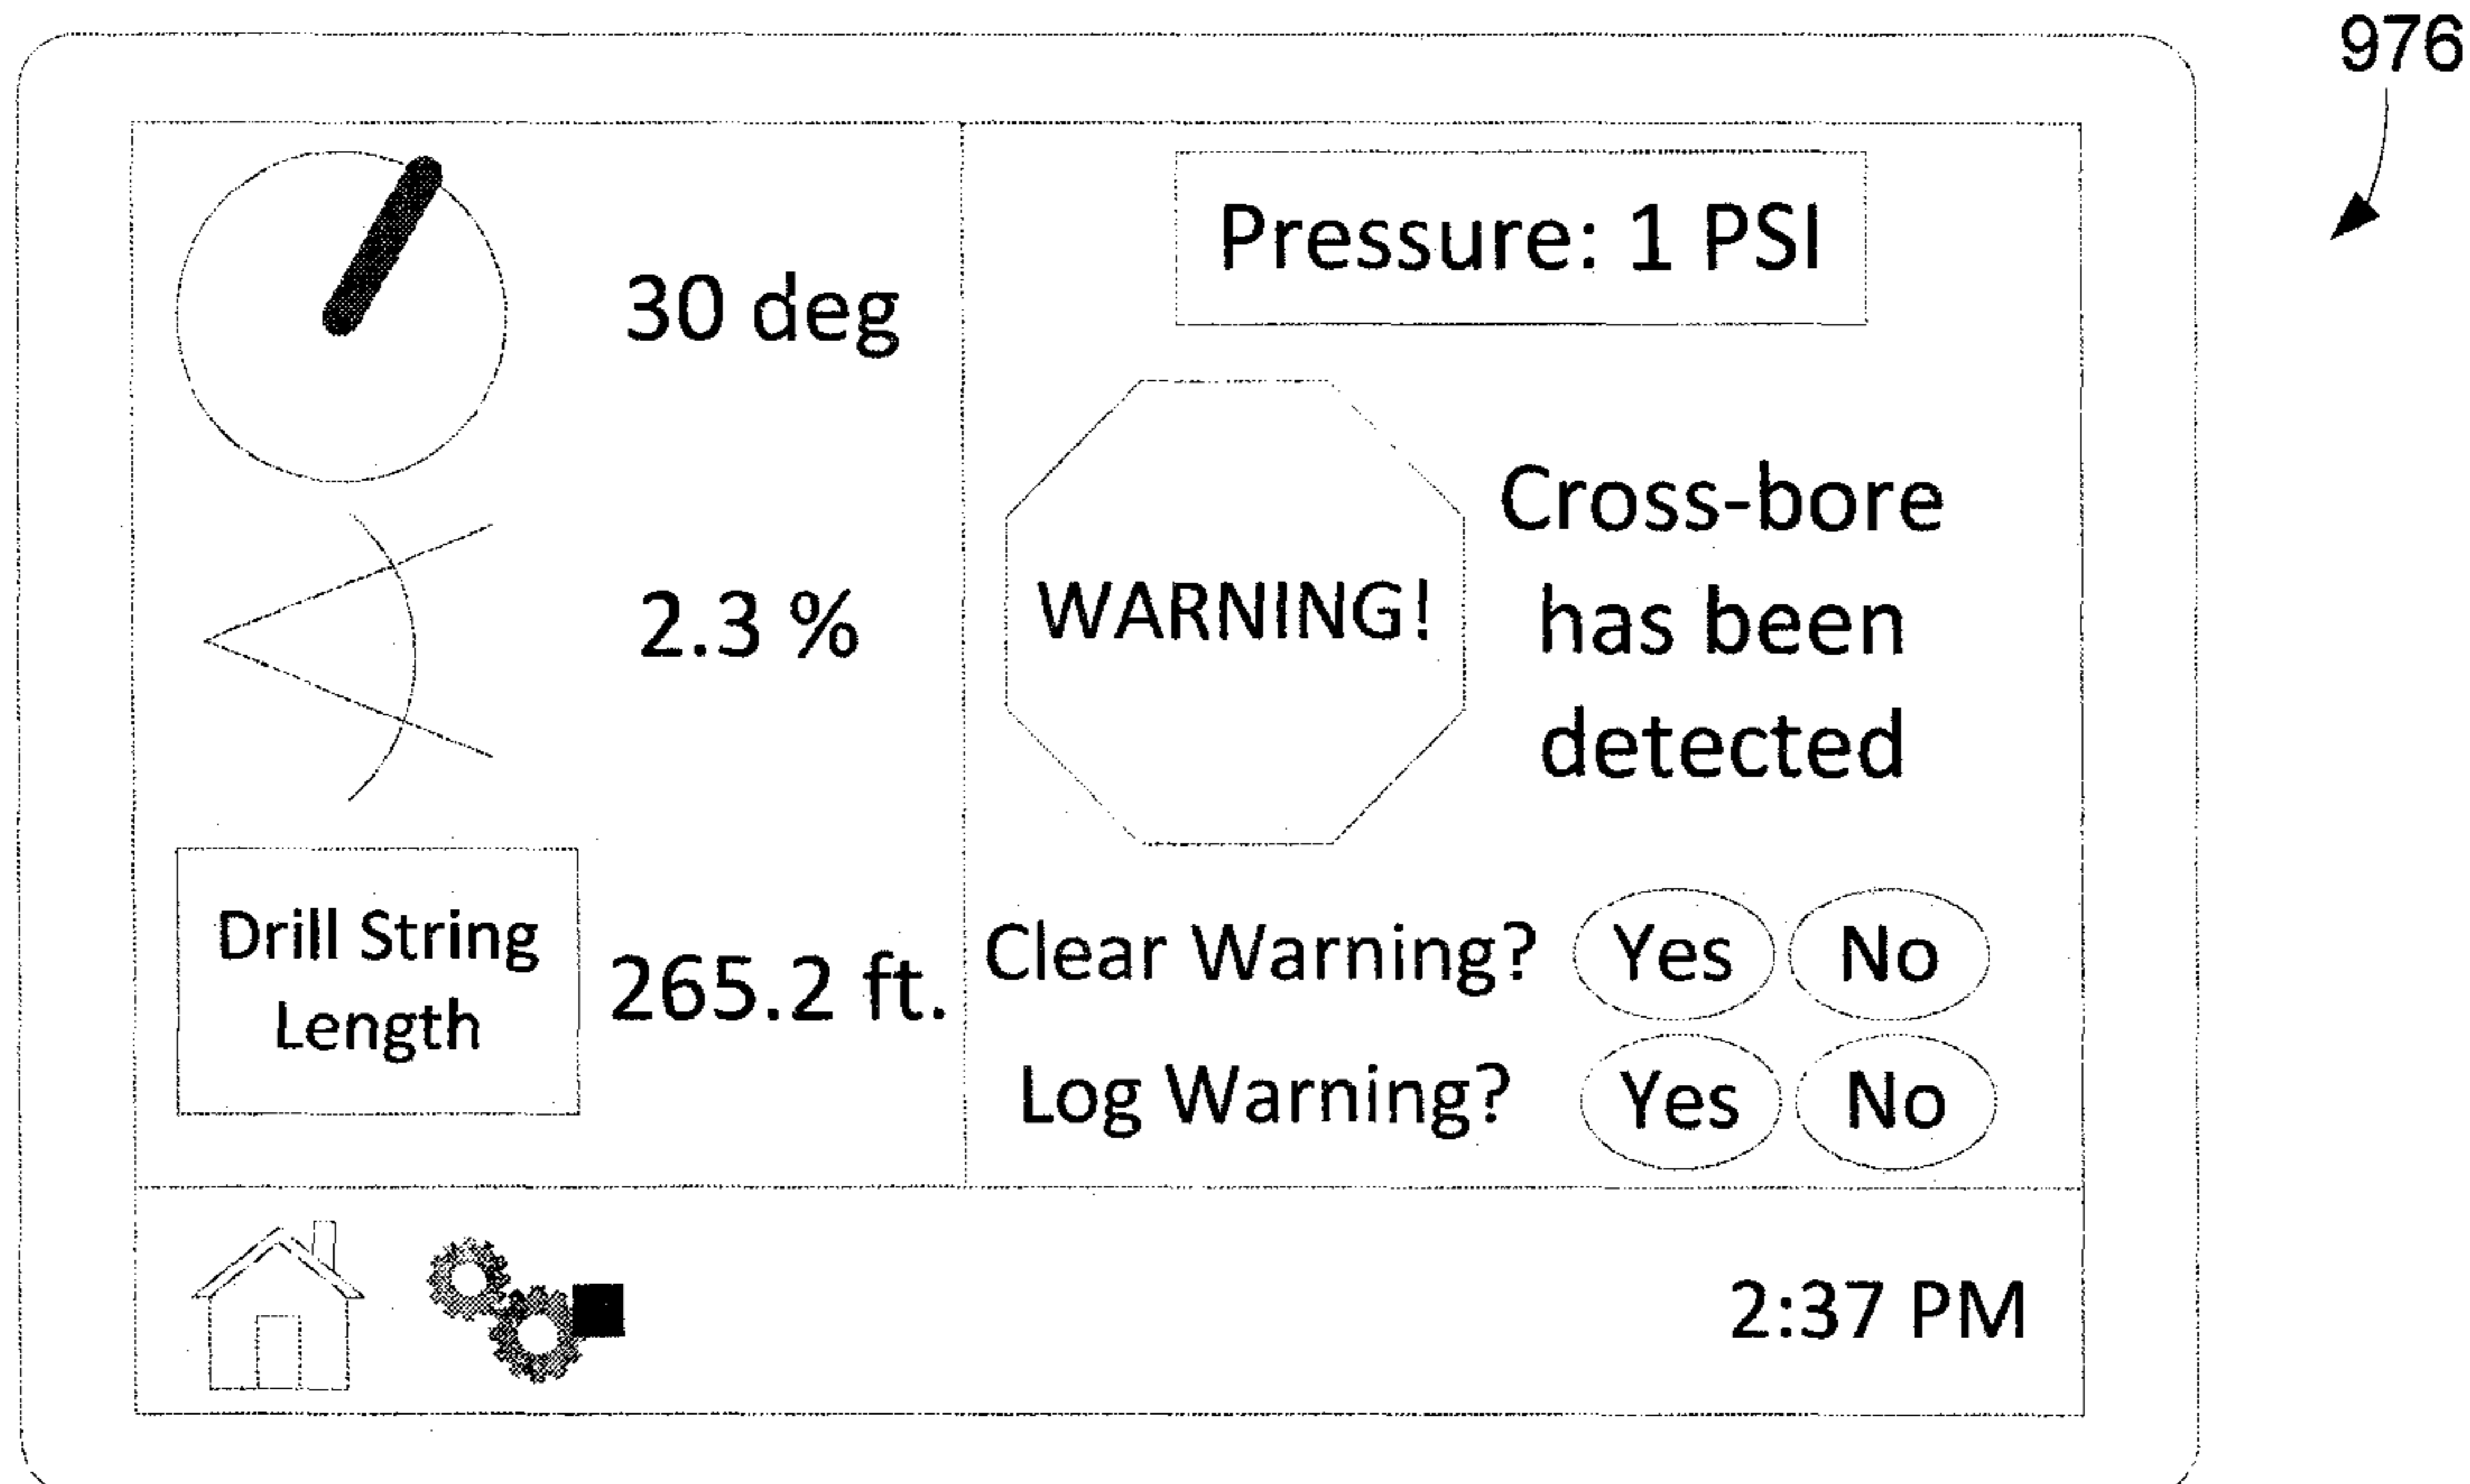 976
30 deg
2.3 %
Drill String
Length
265.2 ft.
Pressure: 1 PSI
WARNING!
Cross-bore
has been
detected
Clear Warning? Yes No
Log Warning? Yes No
2:37 PM